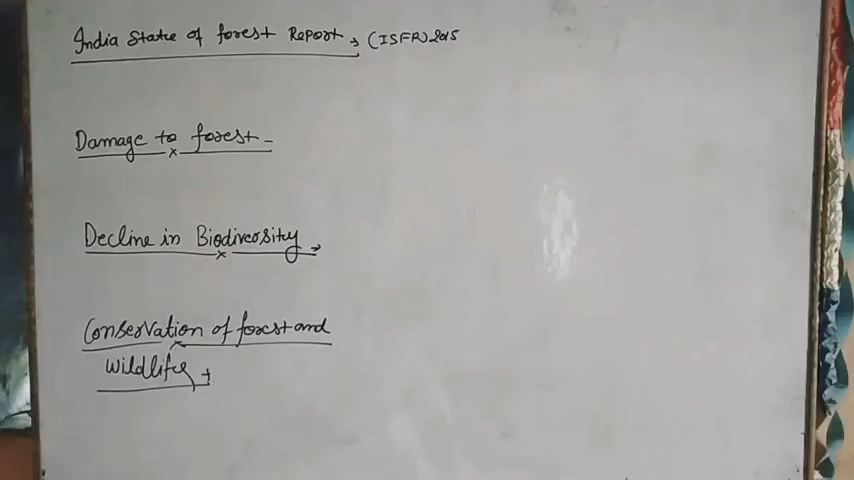 India State of forest Report → (ISFR) 2015
Damage to forest -
Decline in Biodiversity →
Conservation of forest and
Wildlife →